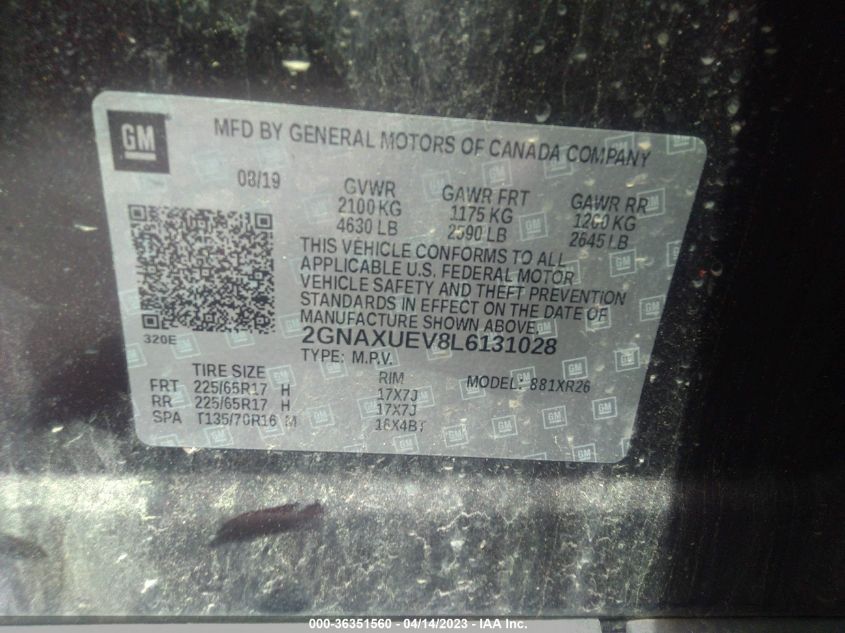 GM
MFD BY GENERAL MOTORS OF CANADA COMPANY
08/19 GVWR GAWR FRT GAWR RR
2100 KG 1175 KG 1200 KG
4630 LB 2590 LB 2645 LB
THIS VEHICLE CONFORMS TO ALL
APPLICABLE U.S. FEDERAL MOTOR
VEHICLE SAFETY AND THEFT PREVENTION
STANDARDS IN EFFECT ON THE DATE OF
MANUFACTURE SHOWN ABOVE.
320E 2GNAXUEV8L6131028
TYPE: M.P.V. MODEL: 881XR26
TIRE SIZE RIM
FRT 225/65R17 H 17X7J
RR 225/65R17 H 17X7J
SPA T135/70R16 M 16X4BT
000-36351560 - 04/14/2023 - IAA Inc.